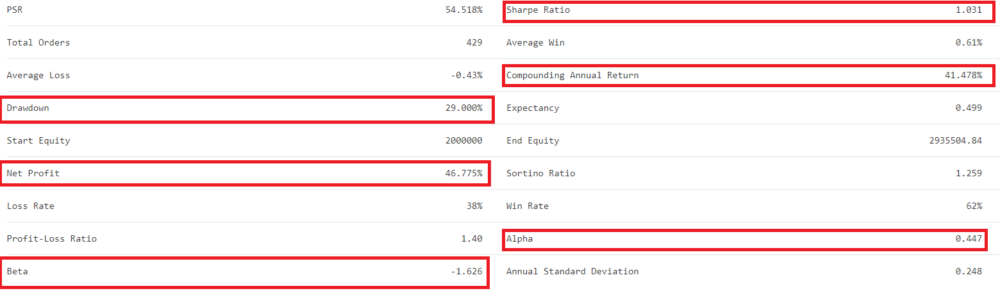 PSR 54.518% Sharpe Ratio 1.031
Total Orders 429 Average Win 0.61%
Average Loss -0.43% Compounding Annual Return 41.478%
Drawdown 29.000% Expectancy 0.499
Start Equity 2000000 End Equity 2935504.84
Net Profit 46.775% Sortino Ratio 1.259
Loss Rate 38% Win Rate 62%
Profit-Loss Ratio 1.40 Alpha 0.447
Beta -1.626 Annual Standard Deviation 0.248